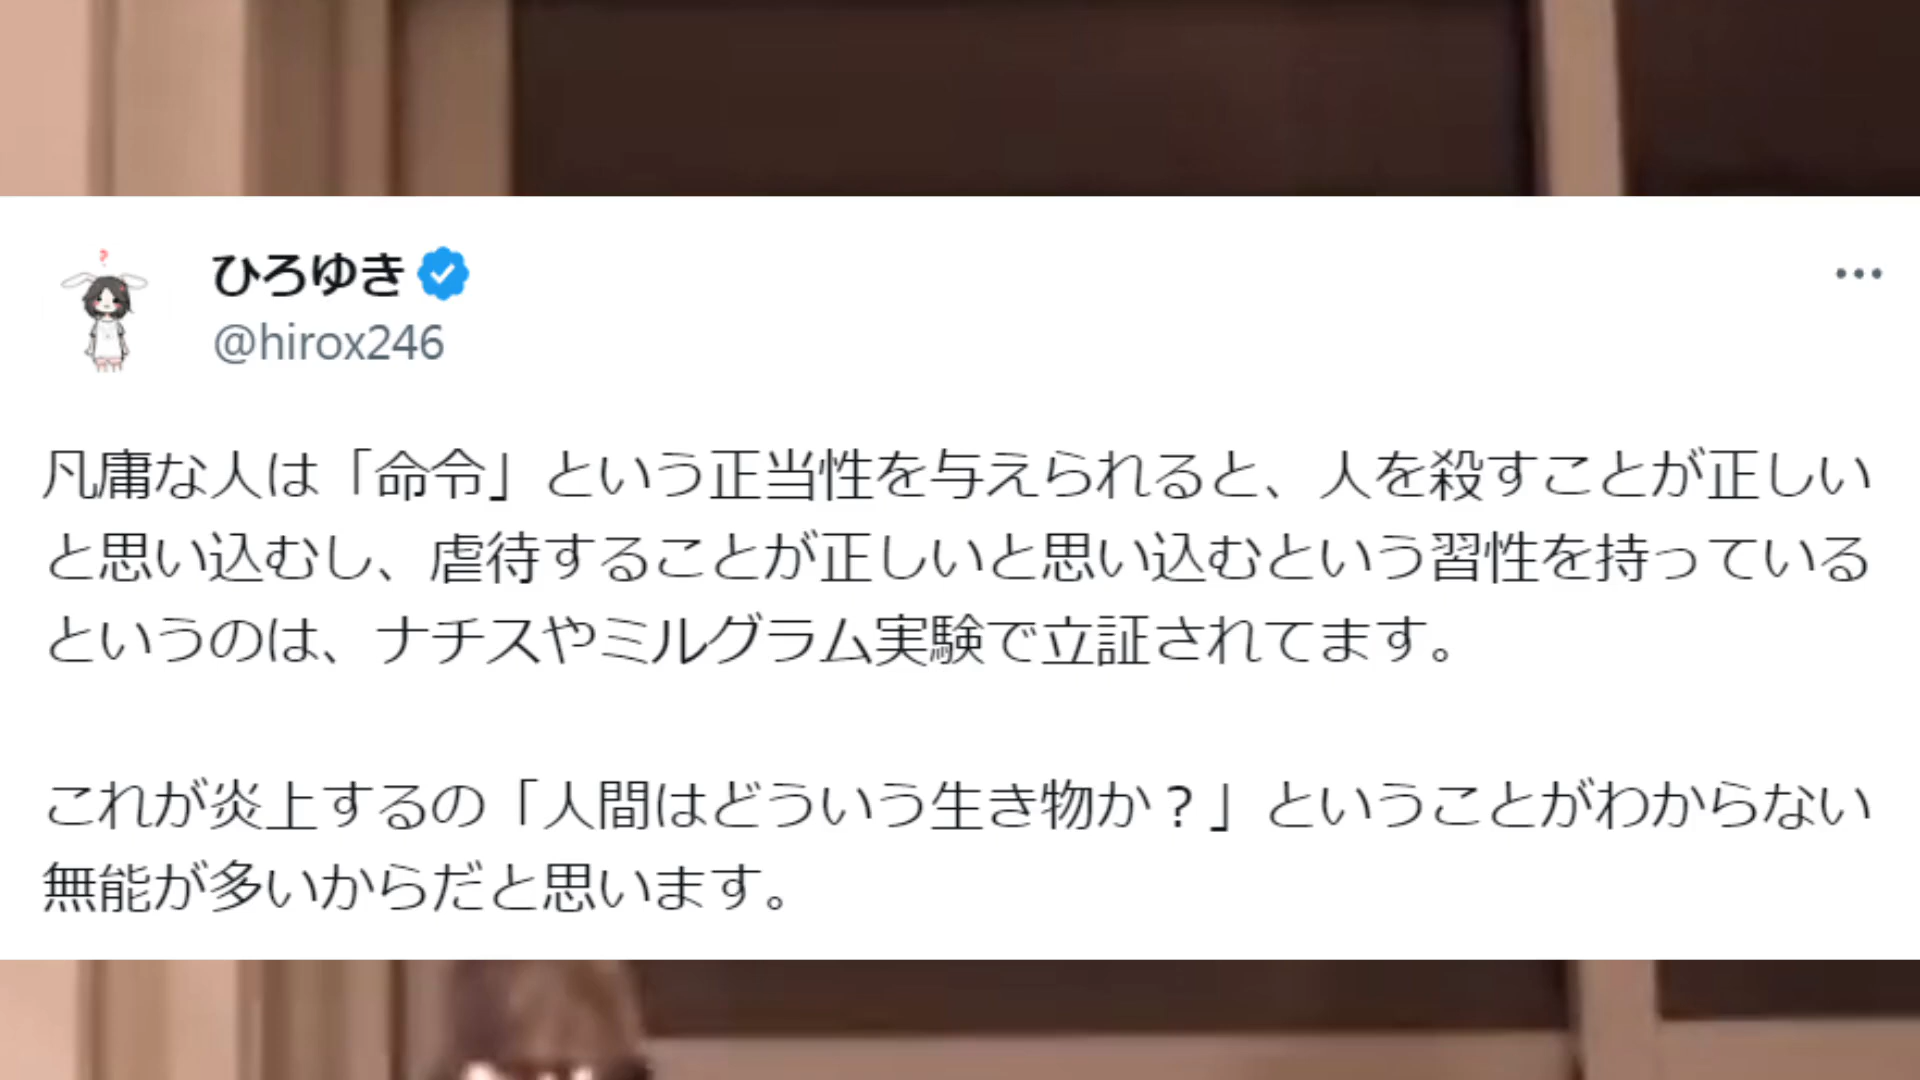 ひろゆき
@hirox246
凡庸な人は「命令」という正当性を与えられると、人を殺すことが正しい
と思い込むし、虐待することが正しいと思い込むという習性を持っている
というのは、ナチスやミルグラム実験で立証されてます。
これが炎上するの「人間はどういう生き物か？」ということがわからない
無能が多いからだと思います。